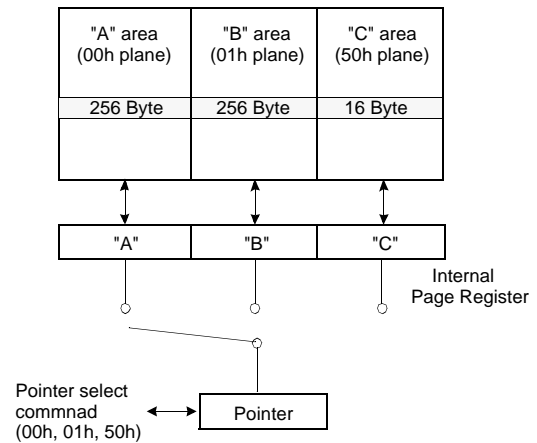 "A" area "B" area "C" area
(00h plane) (01h plane) (50h plane)
256 Byte 256 Byte 16 Byte
"A" "B" "C"
Internal
Page Register
Pointer select
commnad
(00h, 01h, 50h)
Pointer